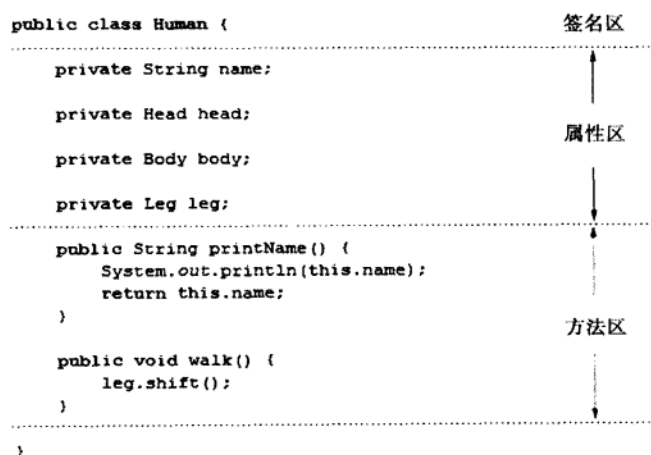 public class Human {
签名区
private String name;
private Head head;
属性区
private Body body;
private Leg leg;
public String printName() {
System.out.println(this.name);
return this.name;
}
方法区
public void walk() {
leg.shift();
}
}